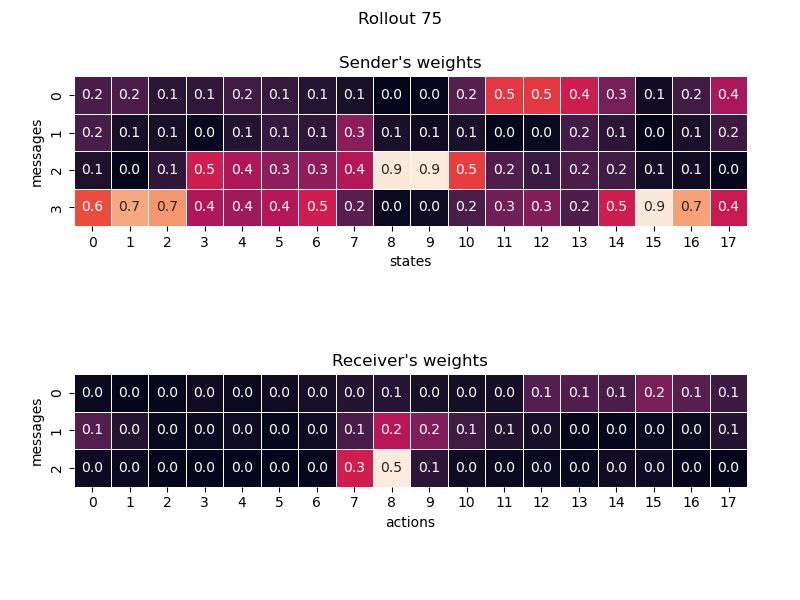 Rollout 75
Sender's weights
0 0.2 0.2 0.1 0.1 0.2 0.1 0.1 0.1 0.0 0.0 0.2 0.5 0.5 0.4 0.3 0.1 0.2 0.4
1 0.2 0.1 0.1 0.0 0.1 0.1 0.1 0.3 0.1 0.1 0.1 0.0 0.0 0.2 0.1 0.0 0.1 0.2
2 0.1 0.0 0.1 0.5 0.4 0.3 0.3 0.4 0.9 0.9 0.5 0.2 0.1 0.2 0.2 0.1 0.1 0.0
3 0.6 0.7 0.7 0.4 0.4 0.4 0.5 0.2 0.0 0.0 0.2 0.3 0.3 0.2 0.5 0.9 0.7 0.4
messages
0 1 2 3 4 5 6 7 8 9 10 11 12 13 14 15 16 17
states
Receiver's weights
0 0.0 0.0 0.0 0.0 0.0 0.0 0.0 0.0 0.1 0.0 0.0 0.0 0.1 0.1 0.1 0.2 0.1 0.1
1 0.1 0.0 0.0 0.0 0.0 0.0 0.0 0.1 0.2 0.2 0.1 0.1 0.0 0.0 0.0 0.0 0.0 0.1
2 0.0 0.0 0.0 0.0 0.0 0.0 0.0 0.3 0.5 0.1 0.0 0.0 0.0 0.0 0.0 0.0 0.0 0.0
messages
0 1 2 3 4 5 6 7 8 9 10 11 12 13 14 15 16 17
actions